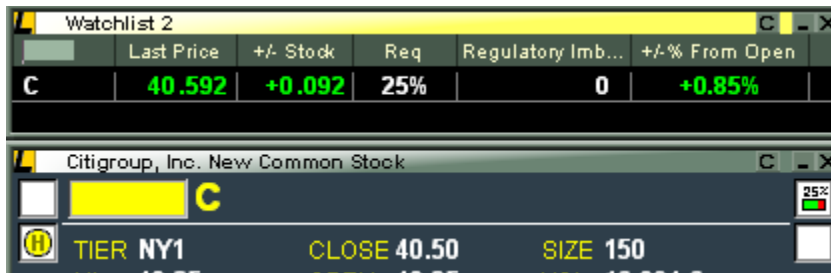 L Watchlist 2 C _ X
Last Price +/- Stock Req Regulatory Imb... +/-% From Open
C 40.592 +0.092 25% 0 +0.85%
L Citigroup, Inc. New Common Stock C _ X
C 25%
H TIER NY1 CLOSE 40.50 SIZE 150